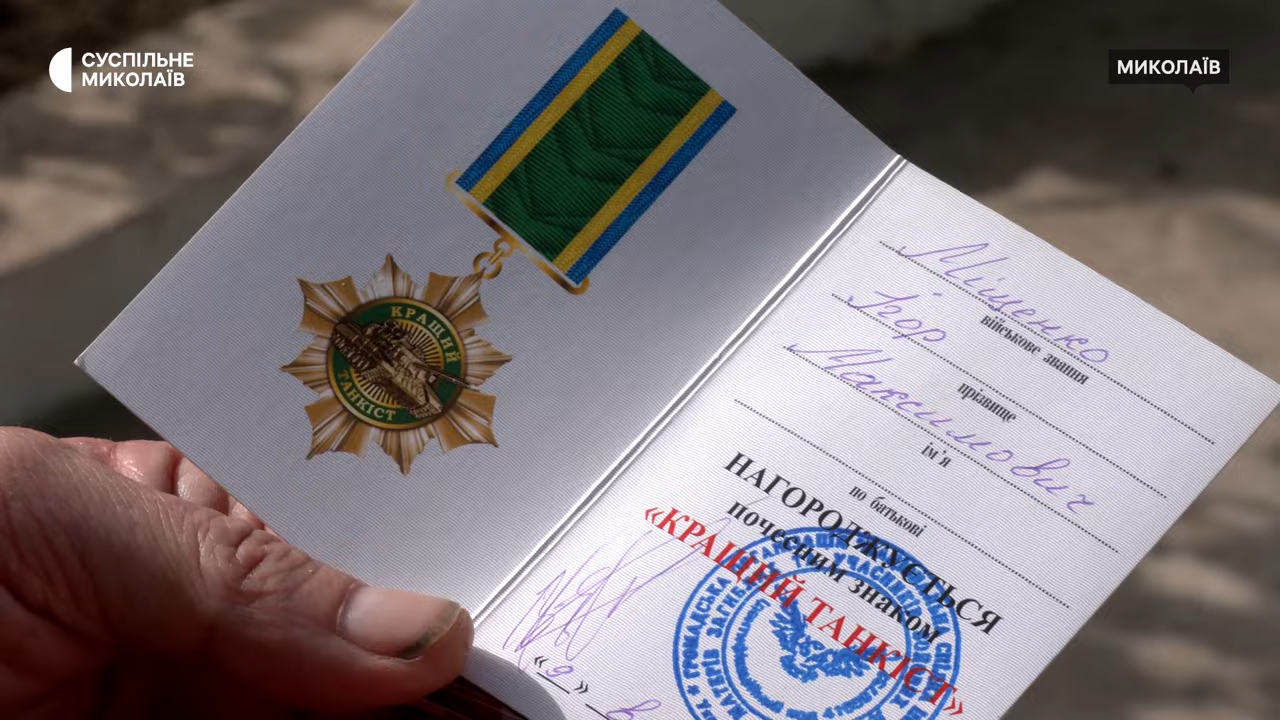 СУСПІЛЬНЕ
МИКОЛАЇВ
МИКОЛАЇВ
КРАЩИЙ
ТАНКІСТ
Міщенко
військове звання
Ігор
прізвище
Максимович
ім'я
по батькові
НАГОРОДЖУЄТЬСЯ
почесним знаком
«КРАЩИЙ ТАНКІСТ»
«9»
ГРОМАДСЬКА